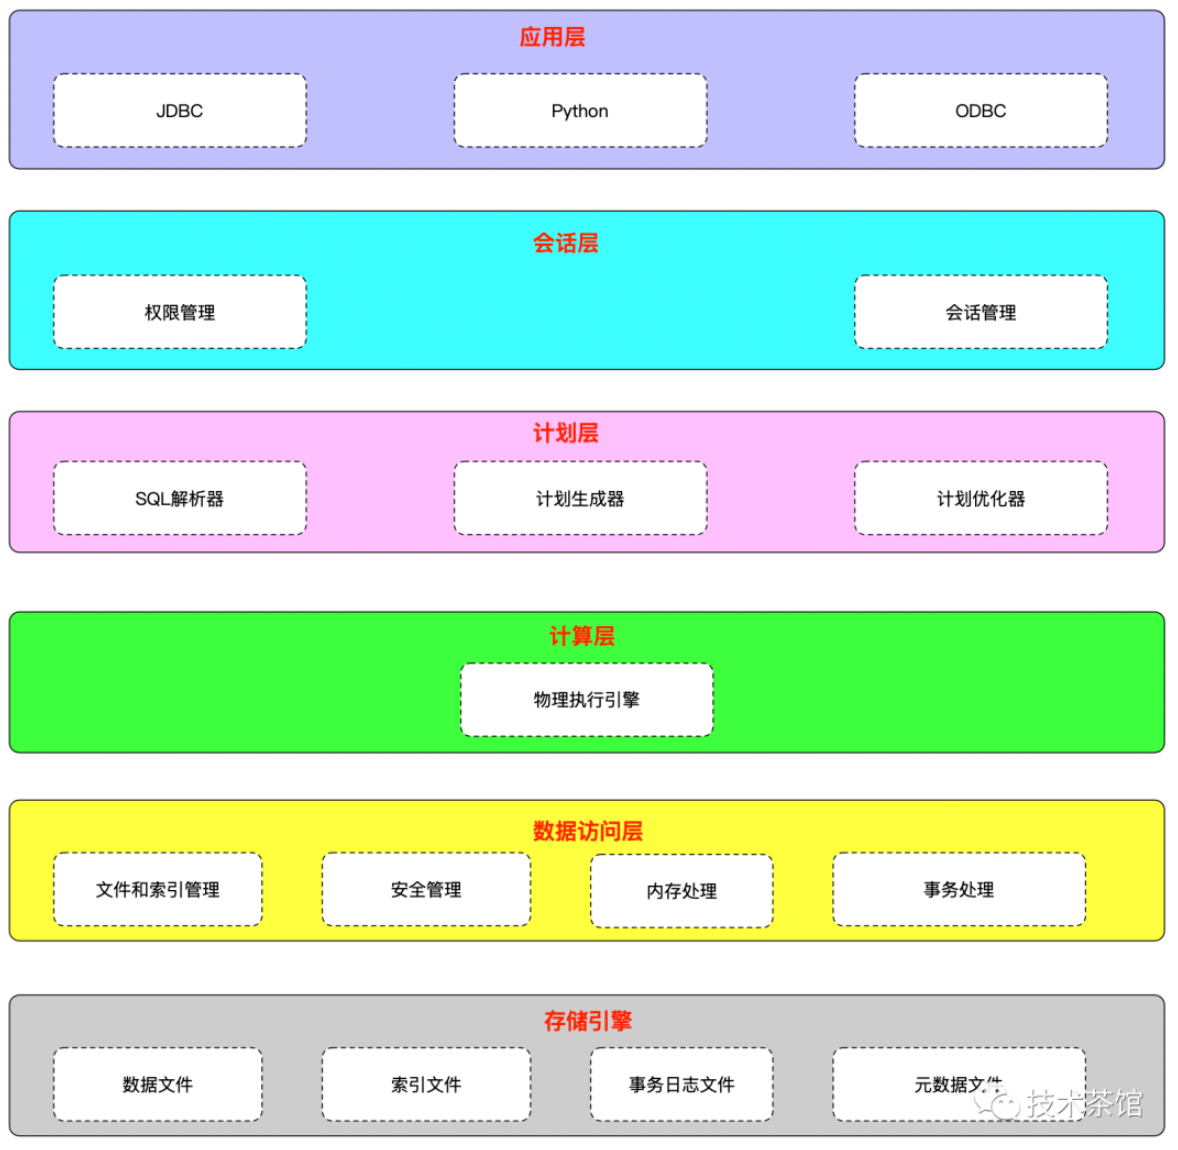 应用层
JDBC
Python
ODBC
会话层
权限管理
会话管理
计划层
SQL解析器
计划生成器
计划优化器
计算层
物理执行引擎
数据访问层
文件和索引管理
安全管理
内存处理
事务处理
存储引擎
数据文件
索引文件
事务日志文件
元数据文件
技术茶馆